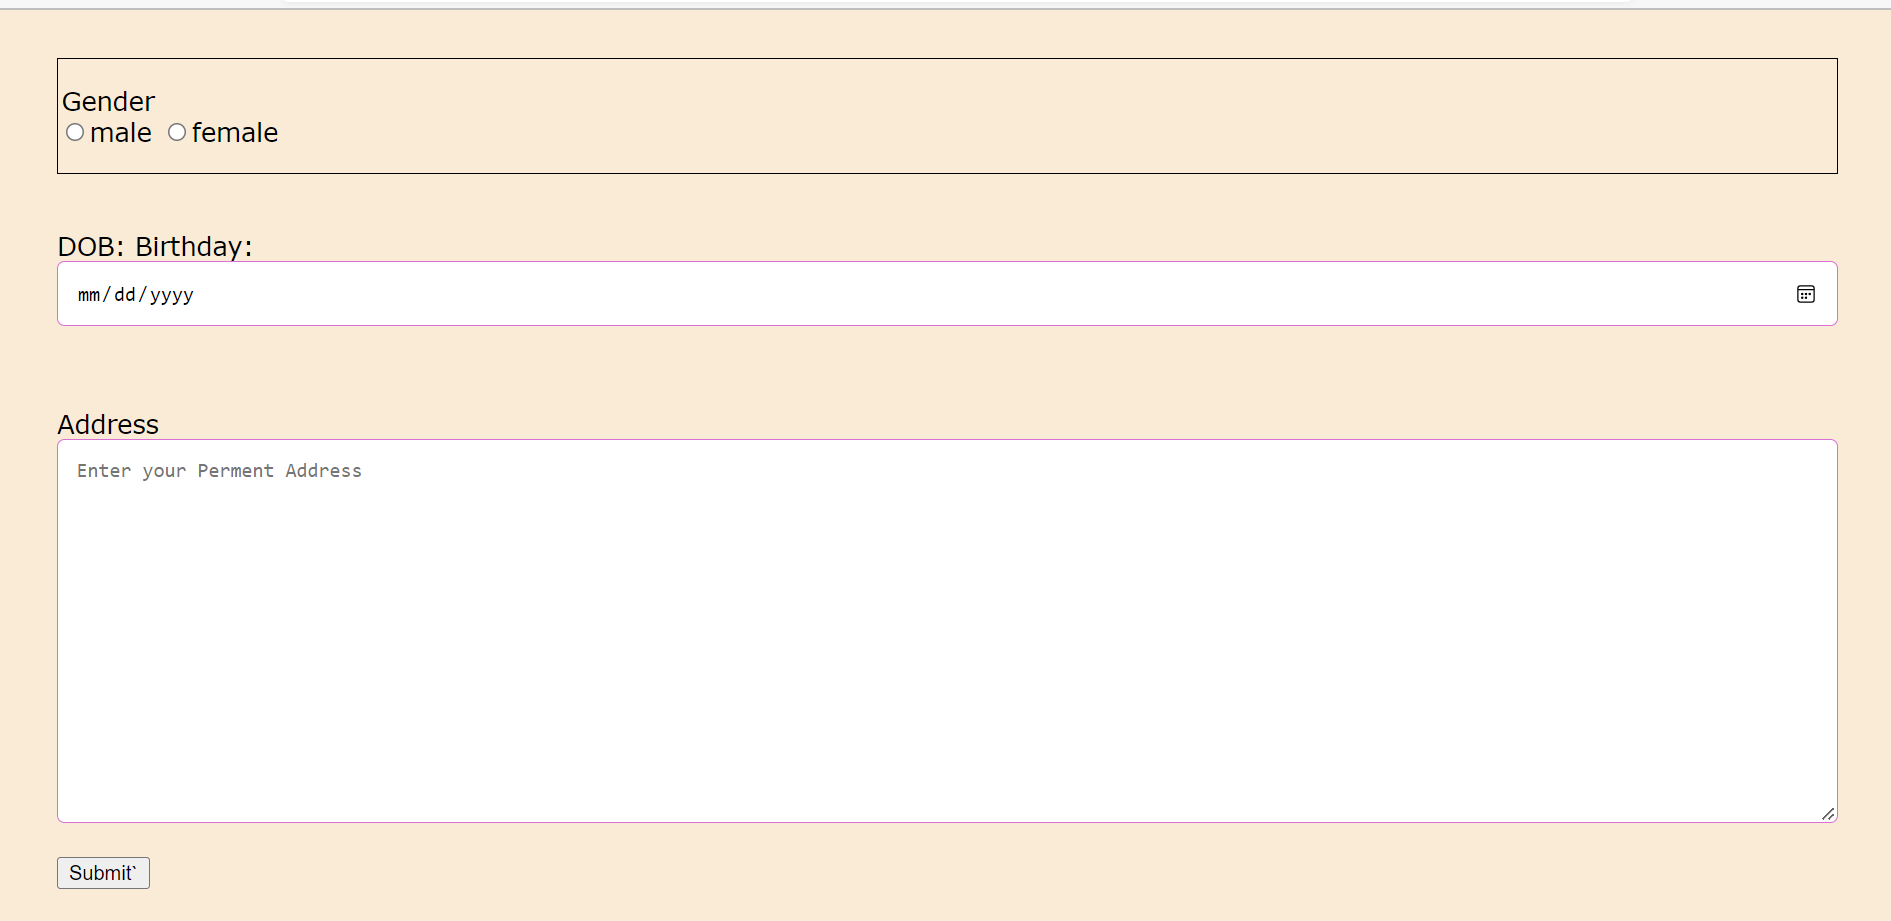 Gender
male female
DOB: Birthday:
mm/dd/yyyy
Address
Enter your Perment Address
Submit`